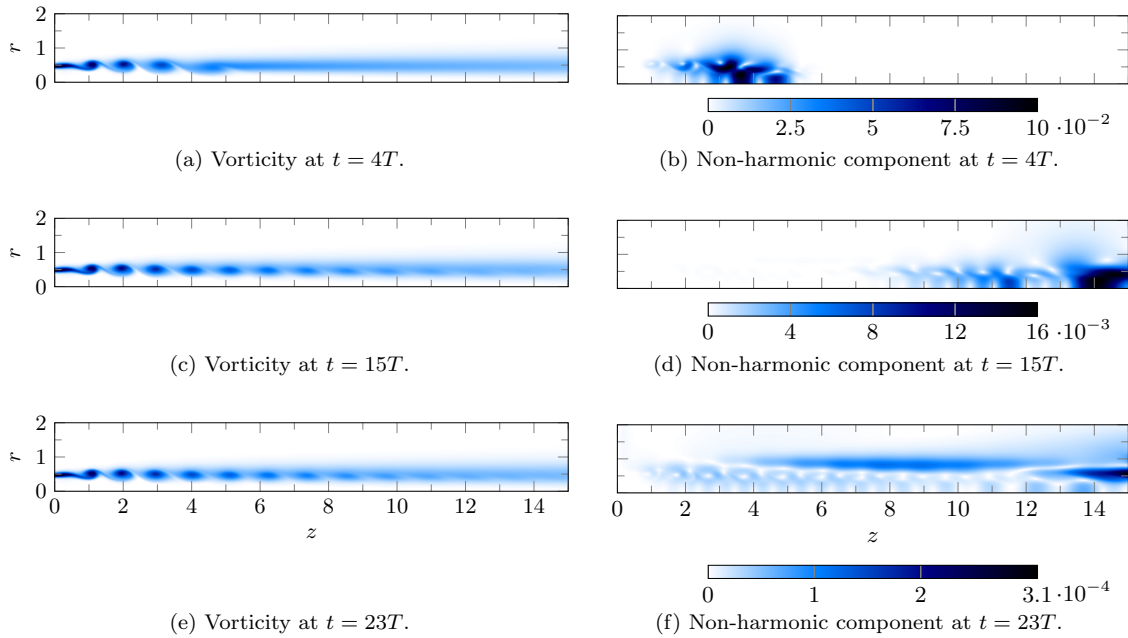 2
1
0
r
0 2.5 5 7.5 10 ·10⁻²
(a) Vorticity at t = 4T.
(b) Non-harmonic component at t = 4T.
2
1
0
r
0 4 8 12 16 ·10⁻³
(c) Vorticity at t = 15T.
(d) Non-harmonic component at t = 15T.
2
1
0
r
0 2 4 6 8 10 12 14
z
0 2 4 6 8 10 12 14
z
0 1 2 3.1 ·10⁻⁴
(e) Vorticity at t = 23T.
(f) Non-harmonic component at t = 23T.